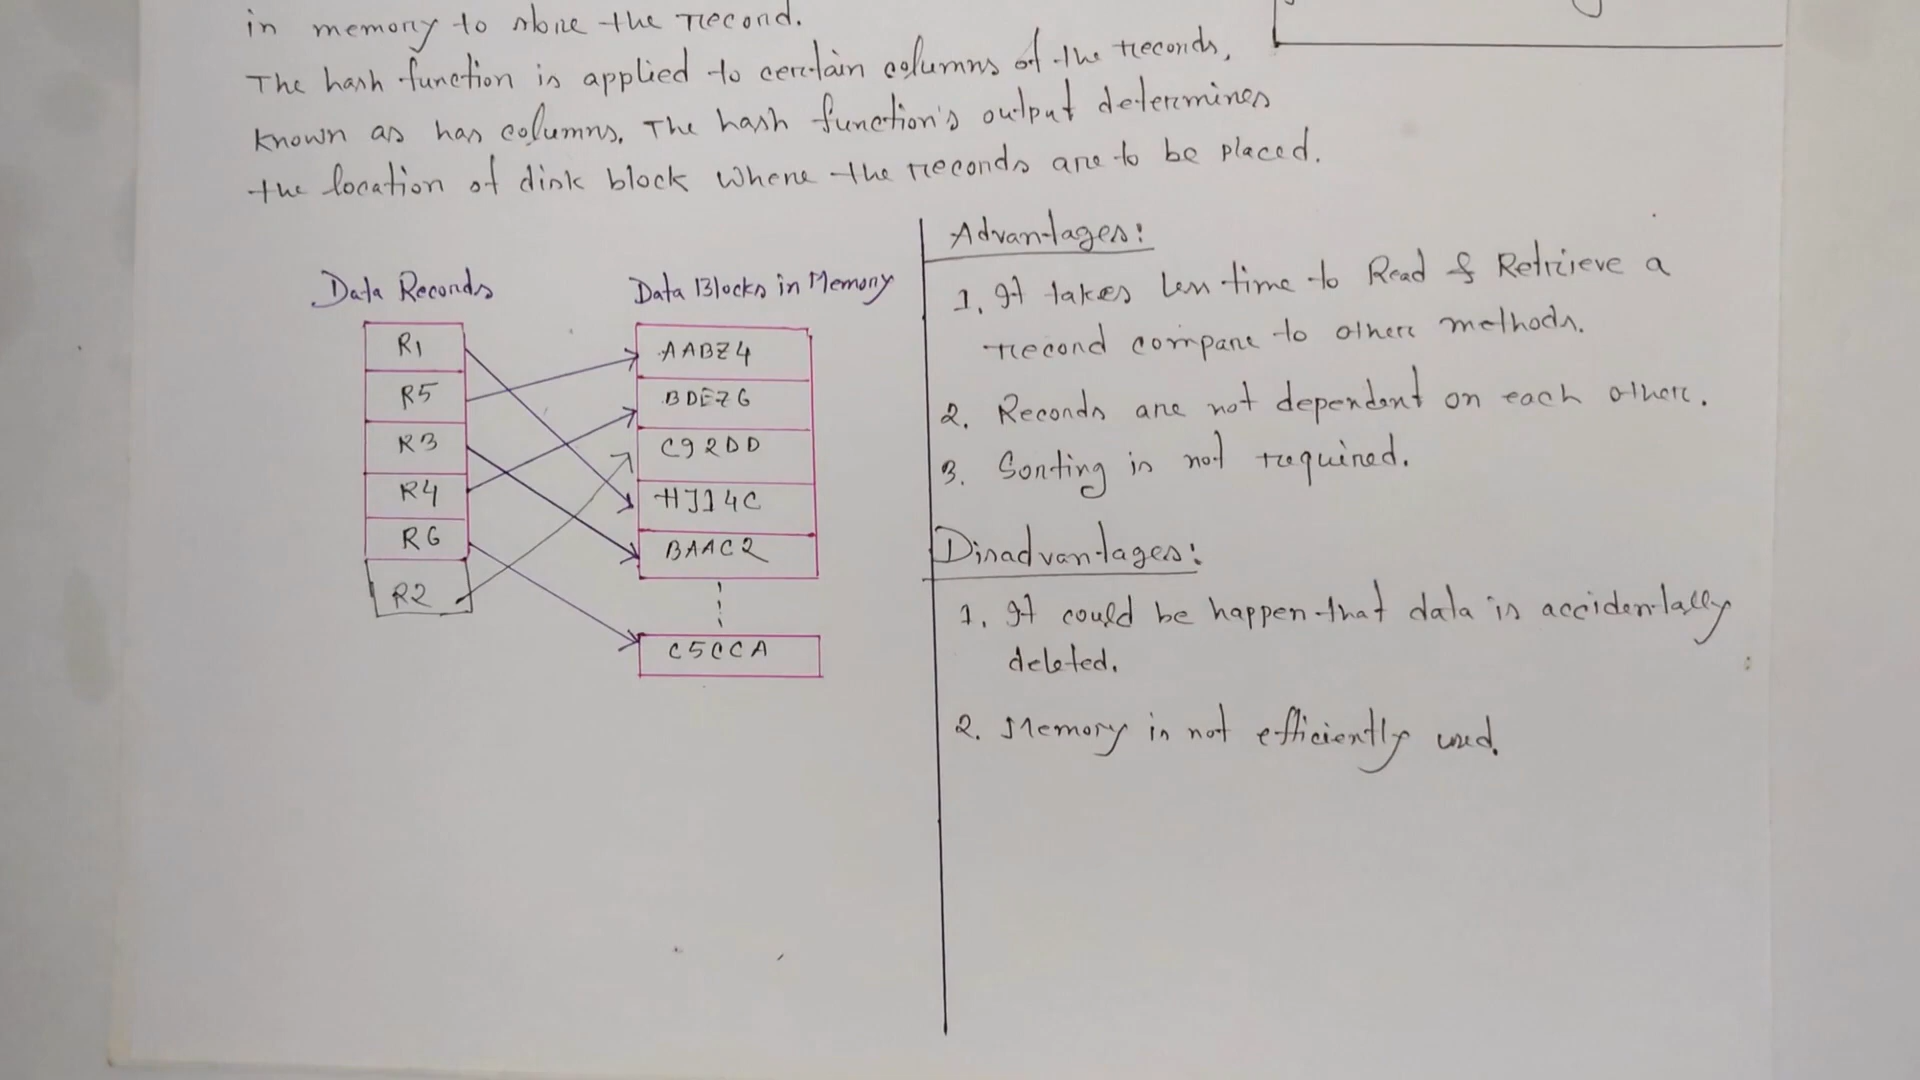 in memory to store the record.
The hash function is applied to certain columns of the records,
known as has columns. The hash function's output determines
the location of disk block where the records are to be placed.
Data Records
R1
R5
R3
R4
R6
R2
Data Blocks in Memory
AABZ4
BDEZ6
C92DD
HJ14C
BAAC2
C5CCA
Advantages:
1. It takes less time to Read & Retrieve a
record compare to other methods.
2. Records are not dependent on each other.
3. Sorting is not required.
Disadvantages:
1. It could be happen that data is accidentally
deleted.
2. Memory is not efficiently used.